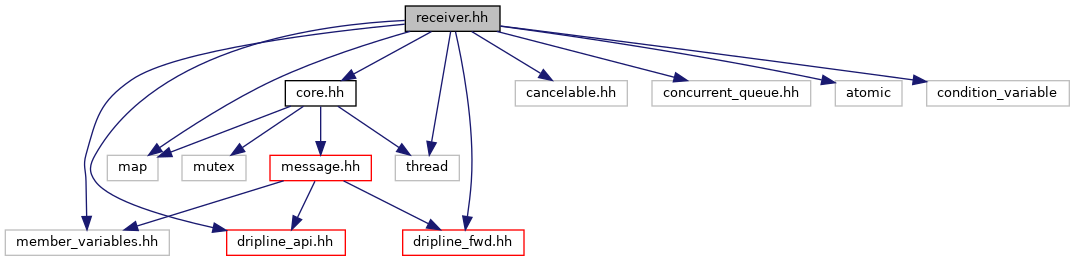 receiver.hh
core.hh
cancelable.hh
concurrent_queue.hh
atomic
condition_variable
map
mutex
message.hh
thread
member_variables.hh
dripline_api.hh
dripline_fwd.hh